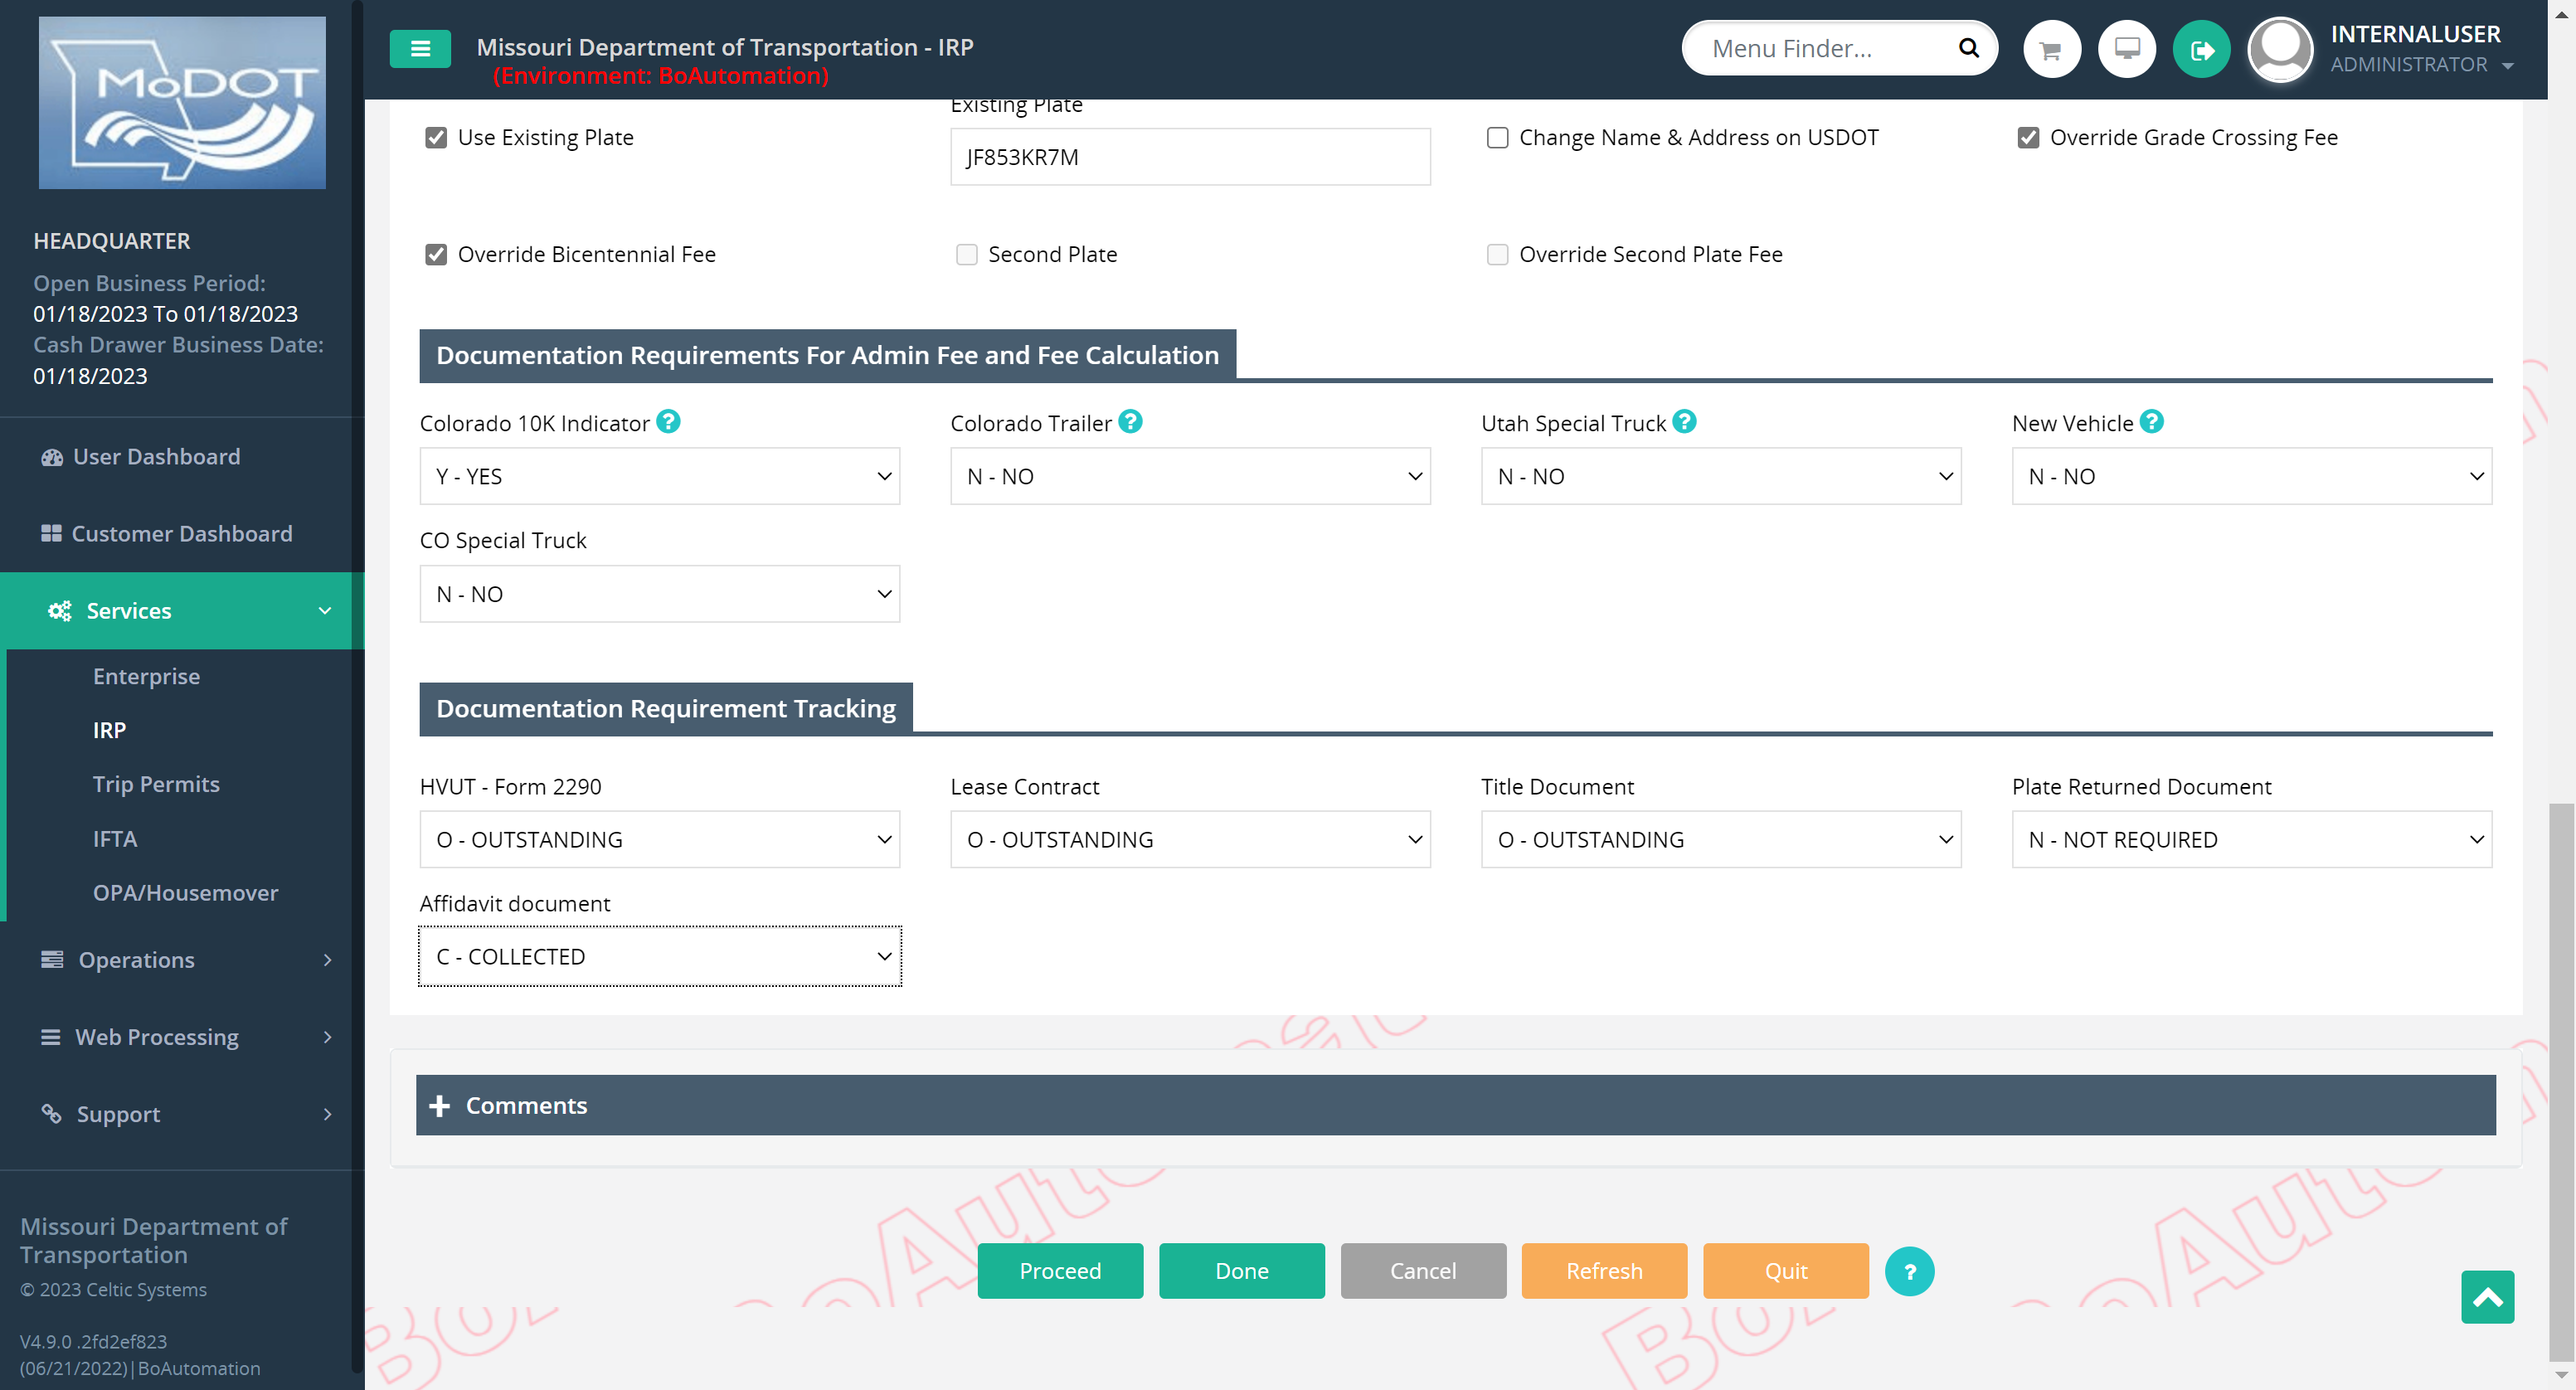 MoDOT
Missouri Department of Transportation - IRP
(Environment: BoAutomation)
Menu Finder...
INTERNALUSER
ADMINISTRATOR
HEADQUARTER
Open Business Period:
01/18/2023 To 01/18/2023
Cash Drawer Business Date:
01/18/2023
User Dashboard
Customer Dashboard
Services
Enterprise
IRP
Trip Permits
IFTA
OPA/Housemover
Operations
Web Processing
Support
Missouri Department of
Transportation
© 2023 Celtic Systems
V4.9.0 .2fd2ef823
(06/21/2022)|BoAutomation
Existing Plate
Use Existing Plate
JF853KR7M
Change Name & Address on USDOT
Override Grade Crossing Fee
Override Bicentennial Fee
Second Plate
Override Second Plate Fee
Documentation Requirements For Admin Fee and Fee Calculation
Colorado 10K Indicator ?
Colorado Trailer ?
Utah Special Truck ?
New Vehicle ?
Y - YES
N - NO
N - NO
N - NO
CO Special Truck
N - NO
Documentation Requirement Tracking
HVUT - Form 2290
Lease Contract
Title Document
Plate Returned Document
O - OUTSTANDING
O - OUTSTANDING
O - OUTSTANDING
N - NOT REQUIRED
Affidavit document
C - COLLECTED
Comments
Proceed
Done
Cancel
Refresh
Quit
?